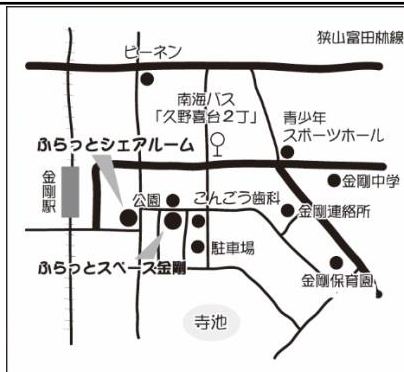 狭山富田林線
ビーネン
南海バス
「久野喜台2丁」
青少年
スポーツホール
ふらっとシェアルーム
金剛駅
公園
こんごう歯科
金剛中学
金剛連絡所
駐車場
ふらっとスペース金剛
金剛保育園
寺池